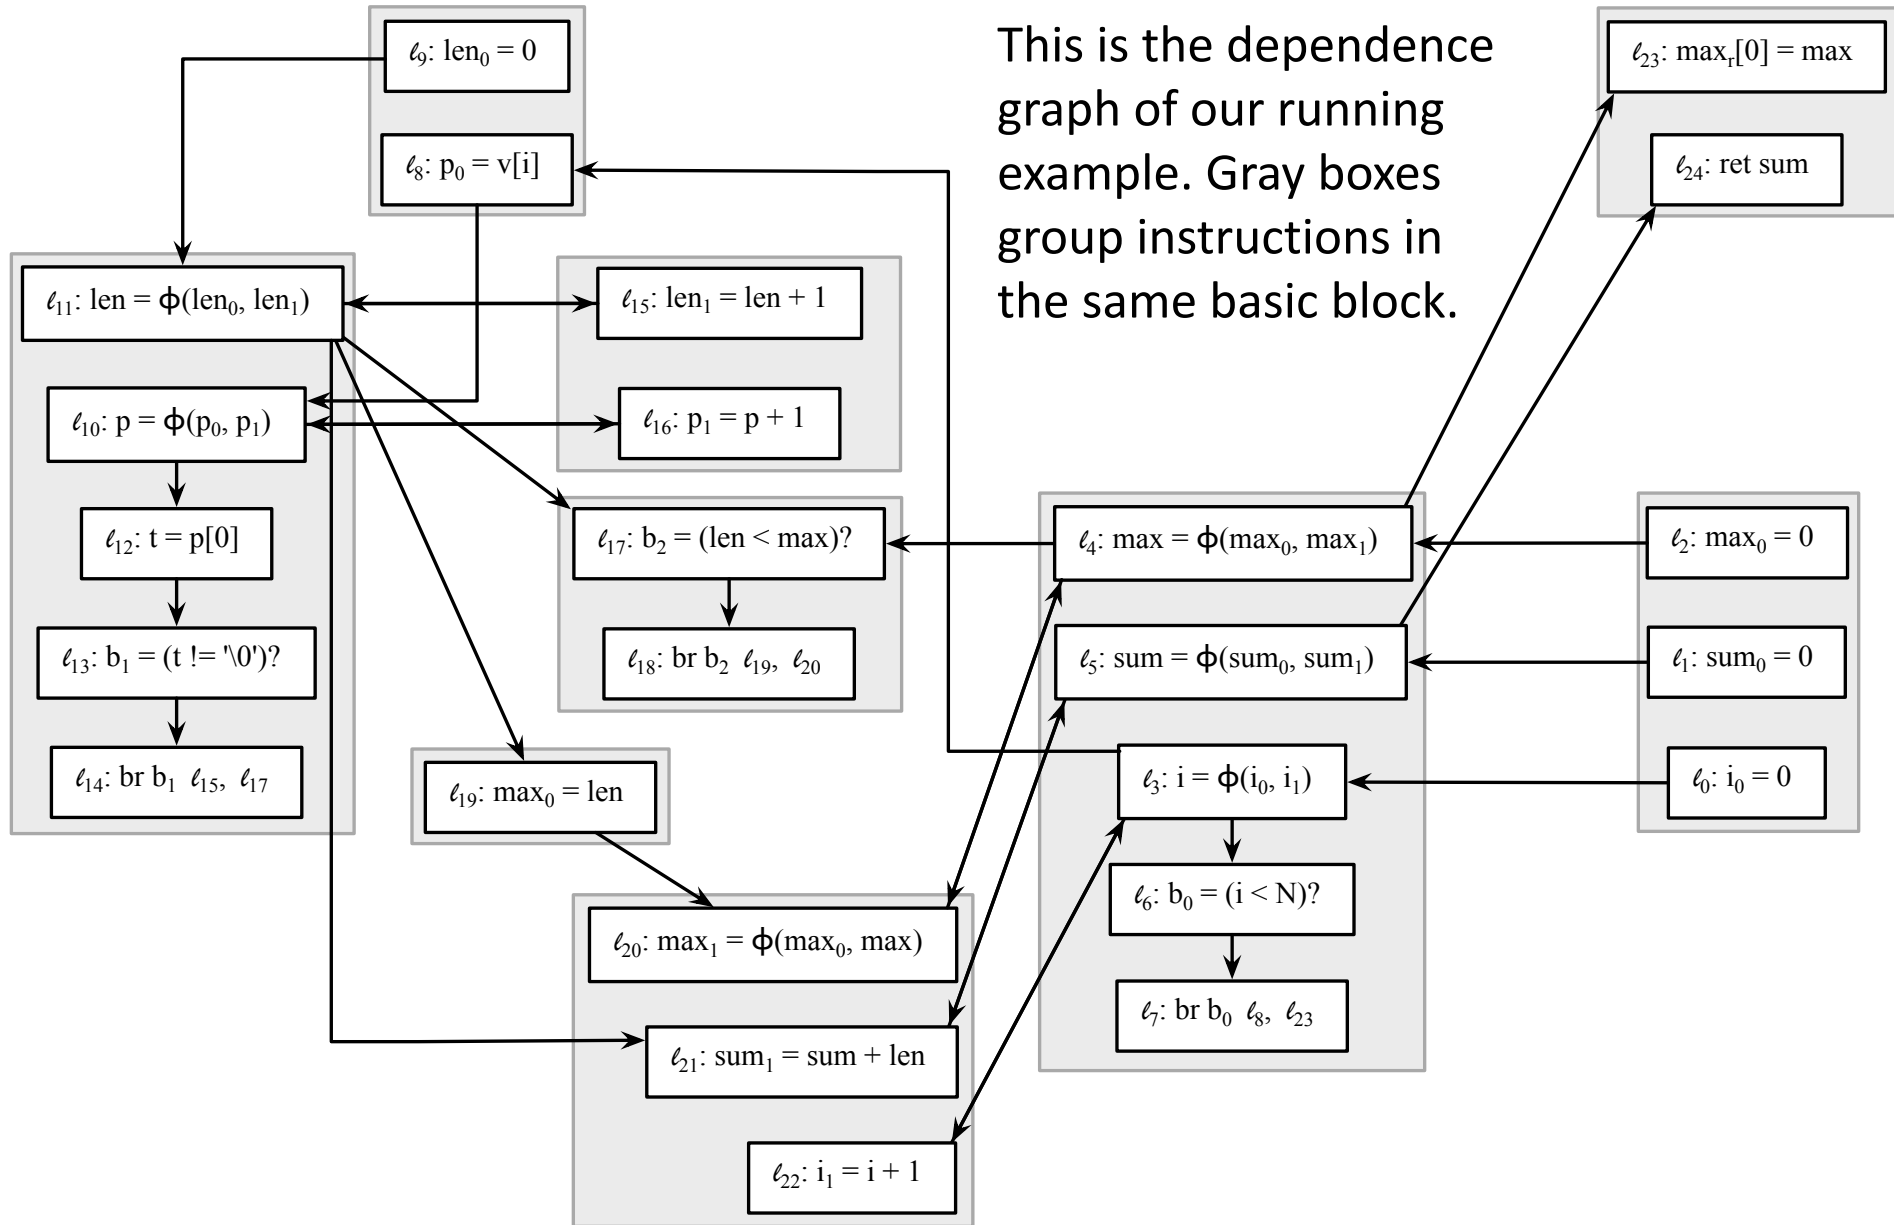 ℓ₉: len₀ = 0
ℓ₈: p₀ = v[i]
This is the dependence
graph of our running
example. Gray boxes
group instructions in
the same basic block.
ℓ₂₃: maxᵣ[0] = max
ℓ₂₄: ret sum
ℓ₁₁: len = ϕ(len₀, len₁)
ℓ₁₀: p = ϕ(p₀, p₁)
ℓ₁₂: t = p[0]
ℓ₁₃: b₁ = (t != '\0')?
ℓ₁₄: br b₁ ℓ₁₅, ℓ₁₇
ℓ₁₅: len₁ = len + 1
ℓ₁₆: p₁ = p + 1
ℓ₁₇: b₂ = (len < max)?
ℓ₁₈: br b₂ ℓ₁₉, ℓ₂₀
ℓ₁₉: max₀ = len
ℓ₂₀: max₁ = ϕ(max₀, max)
ℓ₂₁: sum₁ = sum + len
ℓ₂₂: i₁ = i + 1
ℓ₄: max = ϕ(max₀, max₁)
ℓ₅: sum = ϕ(sum₀, sum₁)
ℓ₃: i = ϕ(i₀, i₁)
ℓ₆: b₀ = (i < N)?
ℓ₇: br b₀ ℓ₈, ℓ₂₃
ℓ₂: max₀ = 0
ℓ₁: sum₀ = 0
ℓ₀: i₀ = 0